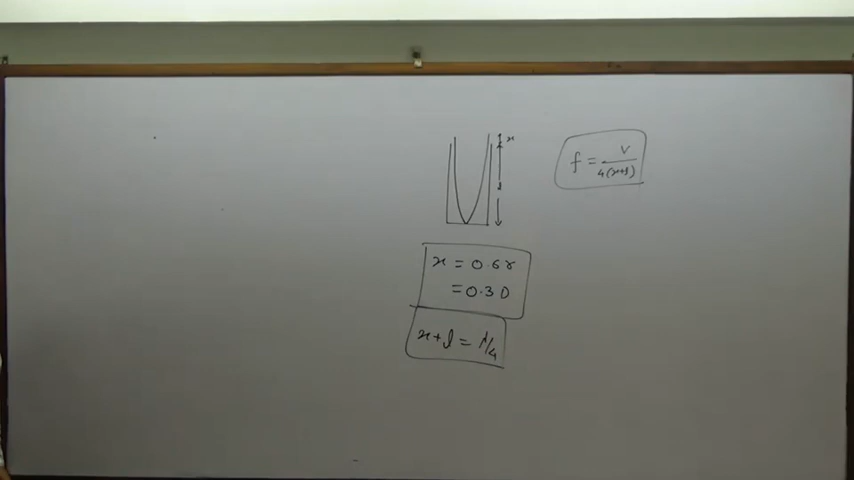 x
l
f = v/4(x+l)
x = 0.6r
= 0.3D
x+l = λ/4